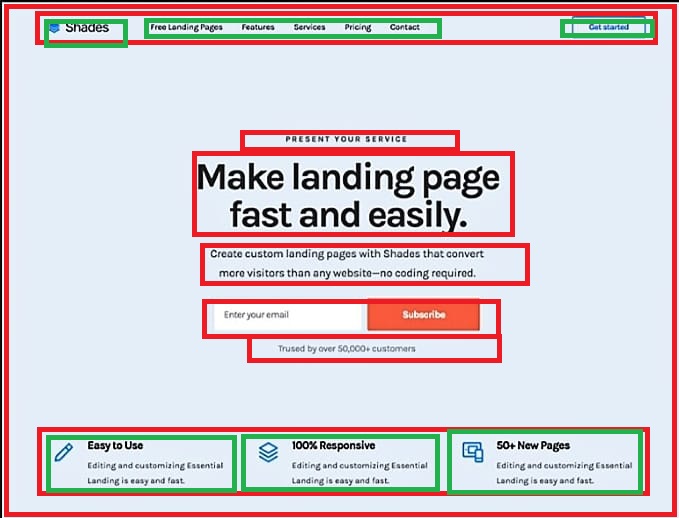 Shades
Free Landing Pages Features Services Pricing Contact
Get started
PRESENT YOUR SERVICE
Make landing page
fast and easily.
Create custom landing pages with Shades that convert
more visitors than any website—no coding required.
Enter your email
Subscribe
Trused by over 50,000+ customers
Easy to Use
Editing and customizing Essential
Landing is easy and fast.
100% Responsive
Editing and customizing Essential
Landing is easy and fast.
50+ New Pages
Editing and customizing Essential
Landing is easy and fast.